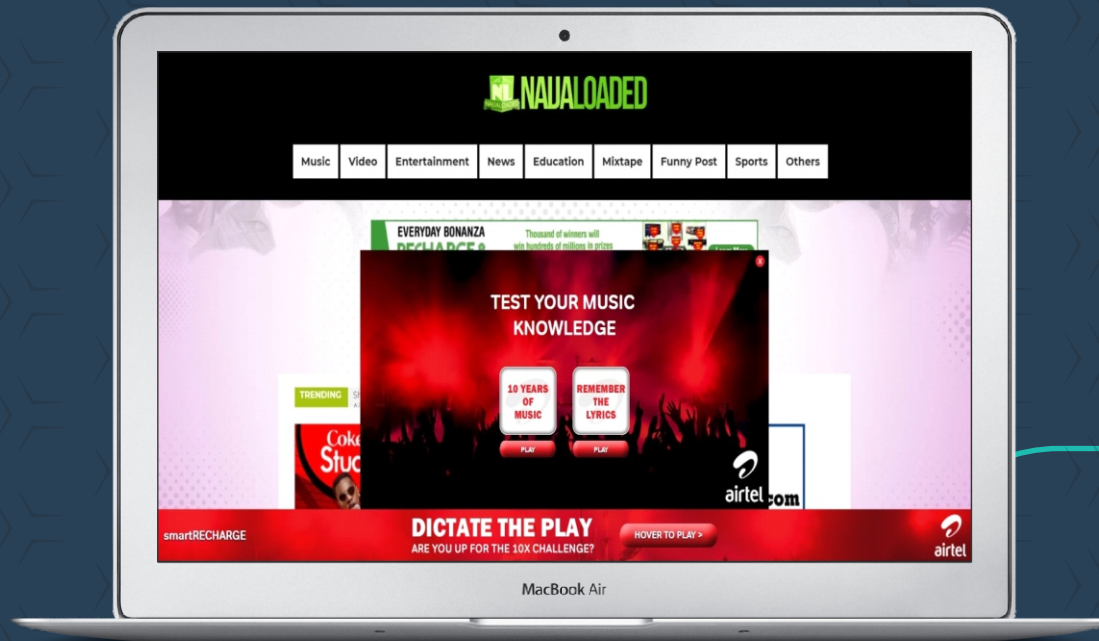 NAIJALOADED
Music Video Entertainment News Education Mixtape Funny Post Sports Others
EVERYDAY BONANZA
RECHARGE &
Thousand of winners will
win hundreds of millions in prizes
TEST YOUR MUSIC
KNOWLEDGE
10 YEARS
OF
MUSIC
REMEMBER
THE
LYRICS
PLAY
PLAY
airtel
TRENDING
Coke
Stud
com
smartRECHARGE
DICTATE THE PLAY
ARE YOU UP FOR THE 10X CHALLENGE?
HOVER TO PLAY >
airtel
MacBook Air